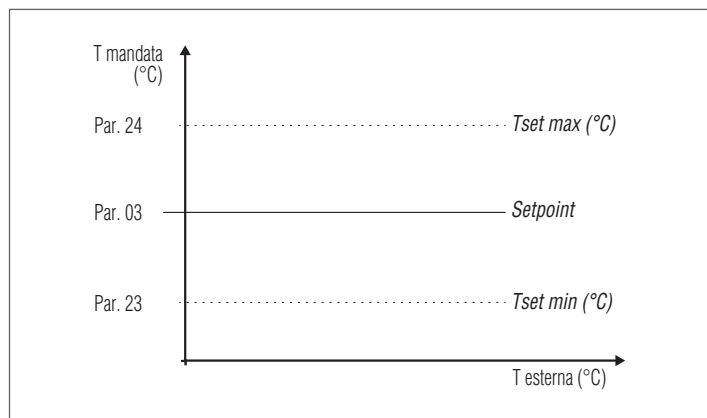 T mandata
(°C)
Par. 24
Tset max (°C)
Par. 03
Setpoint
Par. 23
Tset min (°C)
T esterna (°C)